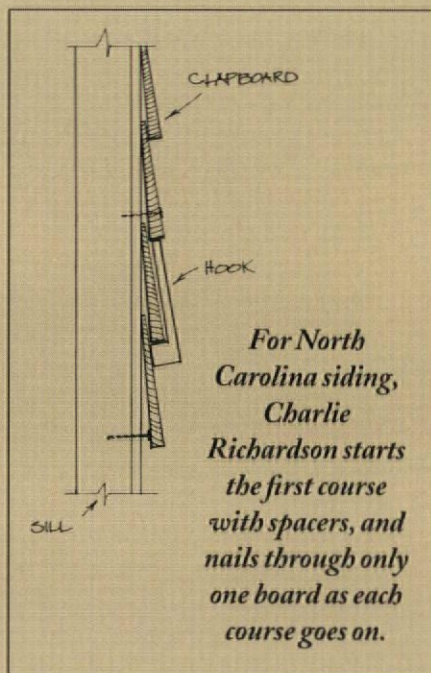 CLAPBOARD
HOOK
SILL
For North
Carolina siding,
Charlie
Richardson starts
the first course
with spacers, and
nails through only
one board as each
course goes on.